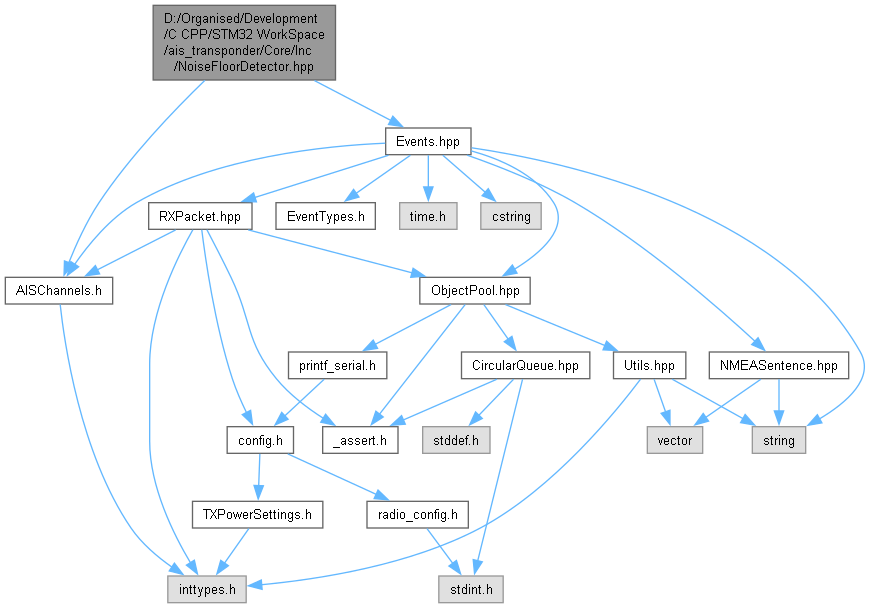 D:/Organised/Development
/C CPP/STM32 WorkSpace
/ais_transponder/Core/Inc
/NoiseFloorDetector.hpp
Events.hpp
RXPacket.hpp
EventTypes.h
time.h
cstring
AISChannels.h
ObjectPool.hpp
printf_serial.h
CircularQueue.hpp
Utils.hpp
NMEASentence.hpp
config.h
_assert.h
stddef.h
vector
string
TXPowerSettings.h
radio_config.h
inttypes.h
stdint.h